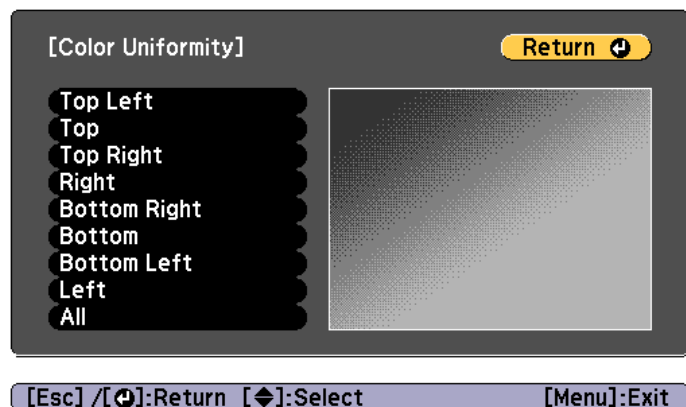 [Color Uniformity]
Return
Top Left
Top
Top Right
Right
Bottom Right
Bottom
Bottom Left
Left
All
[Esc] /[]:Return []:Select [Menu]:Exit